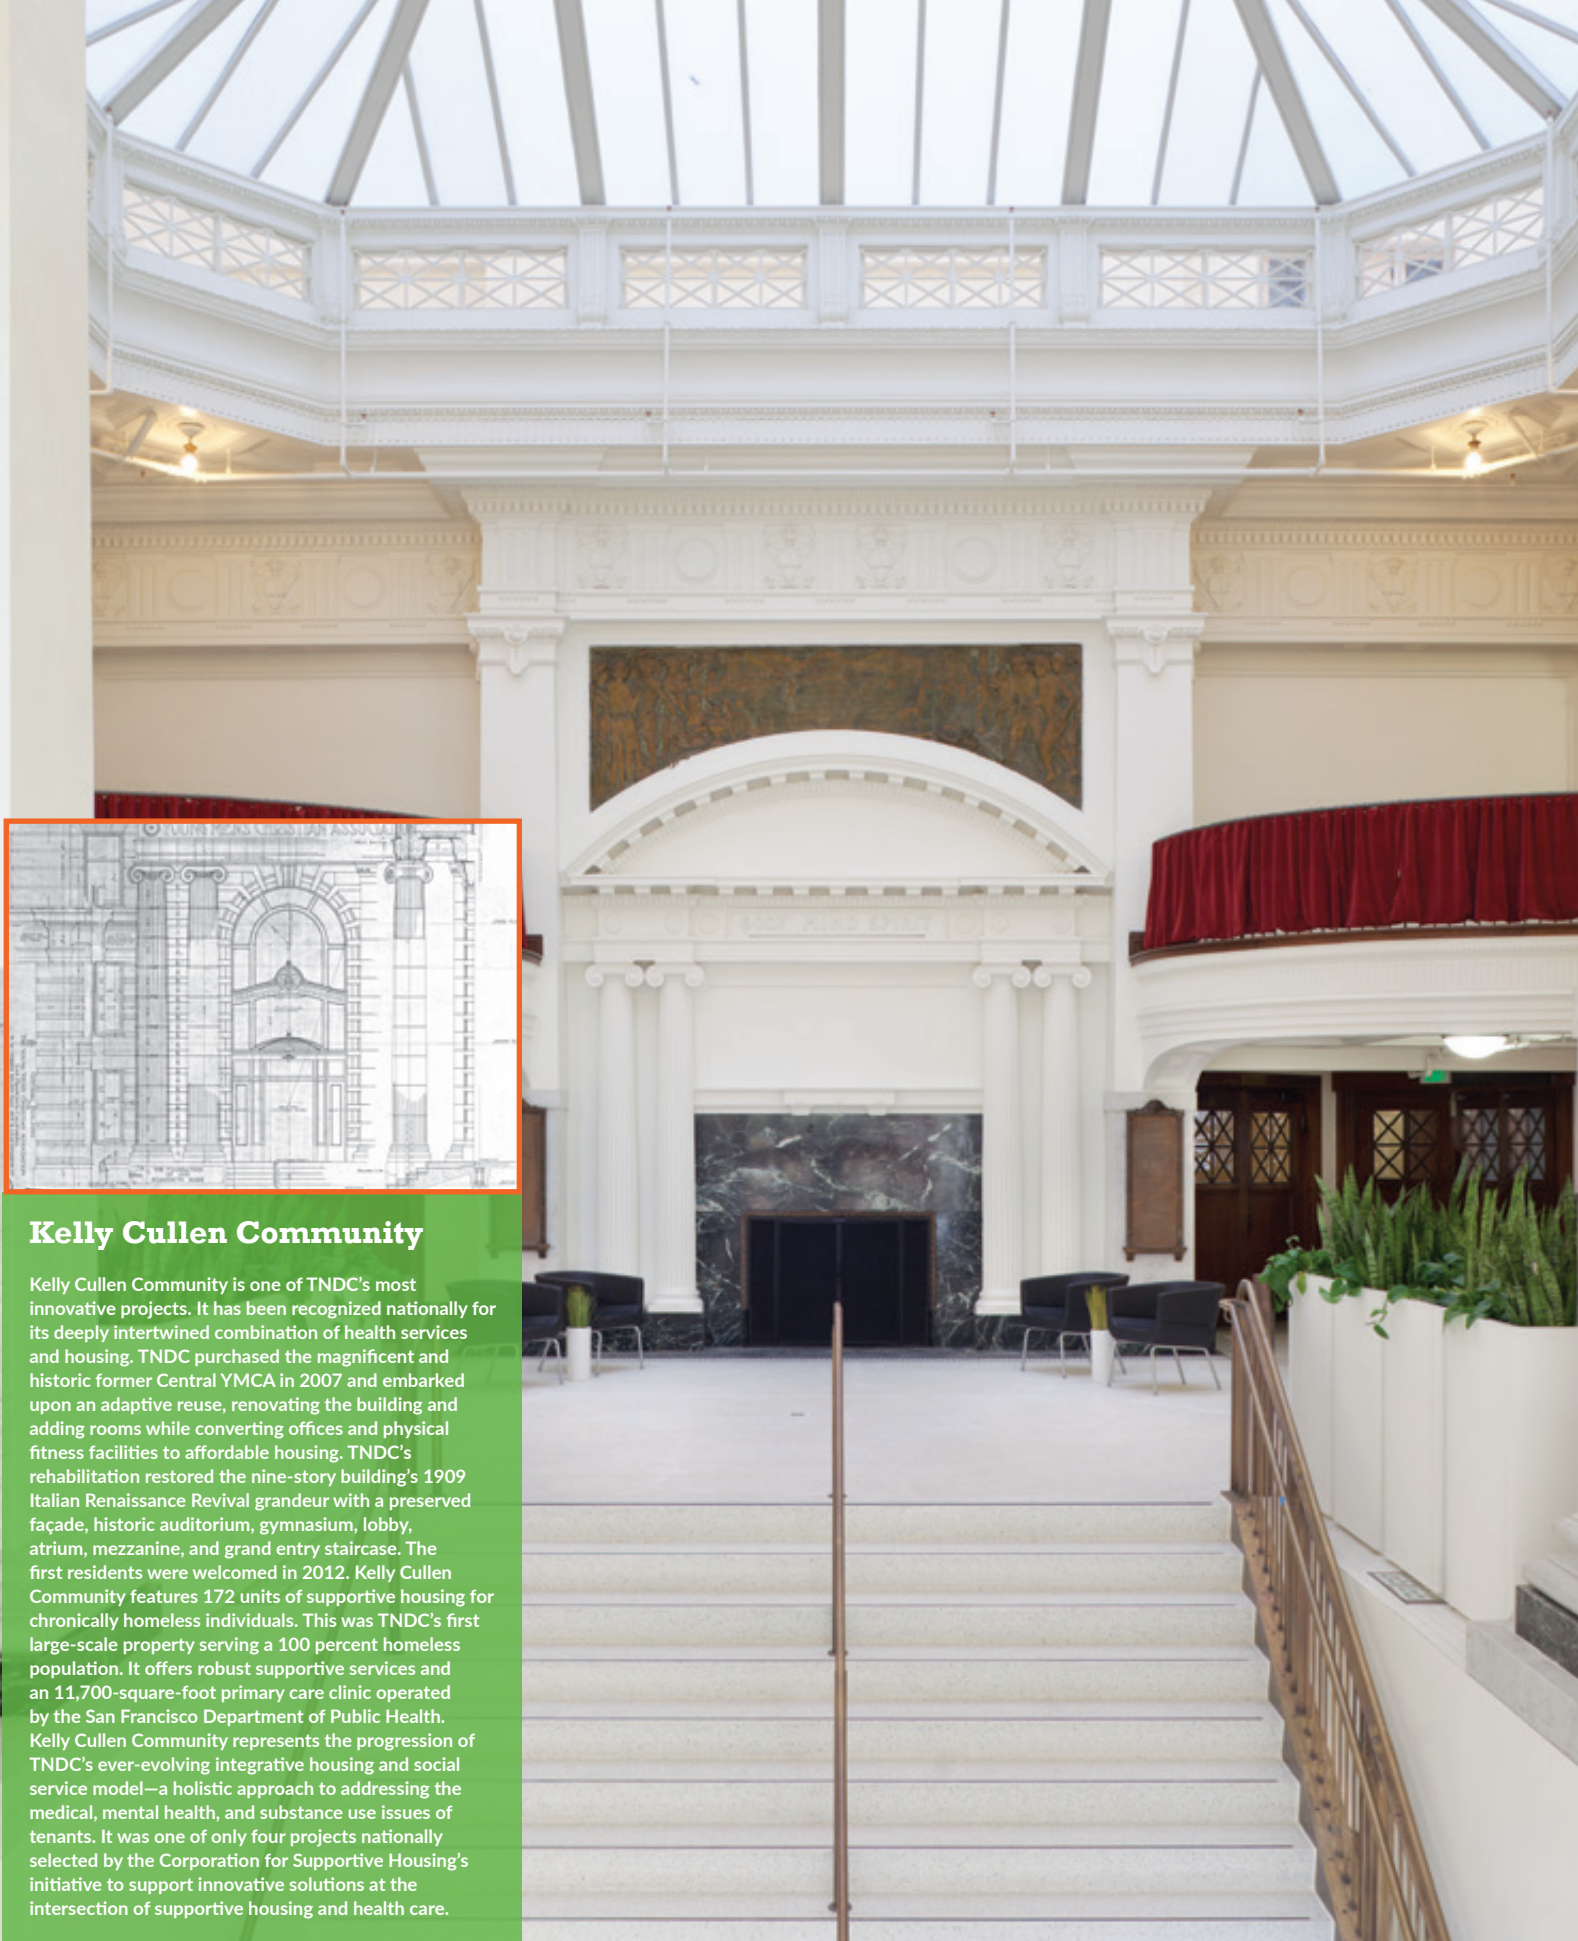 Kelly Cullen Community
Kelly Cullen Community is one of TNDC's most
innovative projects. It has been recognized nationally for
its deeply intertwined combination of health services
and housing. TNDC purchased the magnificent and
historic former Central YMCA in 2007 and embarked
upon an adaptive reuse, renovating the building and
adding rooms while converting offices and physical
fitness facilities to affordable housing. TNDC's
rehabilitation restored the nine-story building's 1909
Italian Renaissance Revival grandeur with a preserved
façade, historic auditorium, gymnasium, lobby,
atrium, mezzanine, and grand entry staircase. The
first residents were welcomed in 2012. Kelly Cullen
Community features 172 units of supportive housing for
chronically homeless individuals. This was TNDC's first
large-scale property serving a 100 percent homeless
population. It offers robust supportive services and
an 11,700-square-foot primary care clinic operated
by the San Francisco Department of Public Health.
Kelly Cullen Community represents the progression of
TNDC's ever-evolving integrative housing and social
service model—a holistic approach to addressing the
medical, mental health, and substance use issues of
tenants. It was one of only four projects nationally
selected by the Corporation for Supportive Housing's
initiative to support innovative solutions at the
intersection of supportive housing and health care.